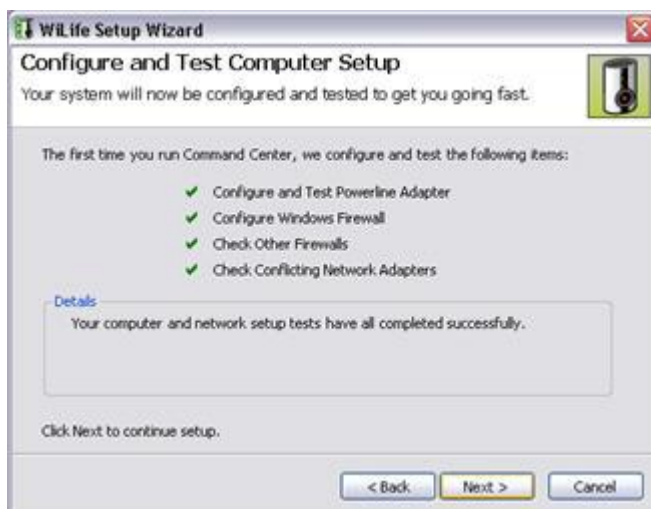 WiLife Setup Wizard
Configure and Test Computer Setup
Your system will now be configured and tested to get you going fast.
The first time you run Command Center, we configure and test the following items:
Configure and Test Powerline Adapter
Configure Windows Firewall
Check Other Firewalls
Check Conflicting Network Adapters
Details
Your computer and network setup tests have all completed successfully.
Click Next to continue setup.
< Back Next > Cancel